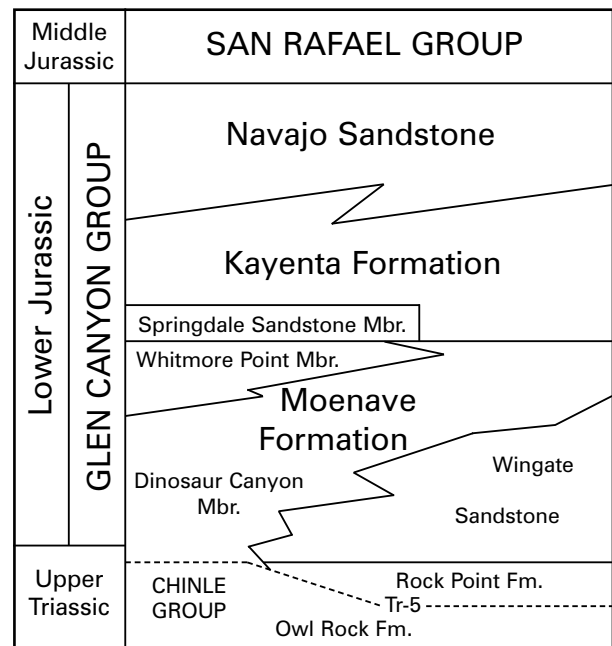 Middle
Jurassic
SAN RAFAEL GROUP
Lower Jurassic
GLEN CANYON GROUP
Navajo Sandstone
Kayenta Formation
Springdale Sandstone Mbr.
Whitmore Point Mbr.
Moenave
Formation
Dinosaur Canyon
Mbr.
Wingate
Sandstone
Upper
Triassic
CHINLE
GROUP
Rock Point Fm.
Tr-5
Owl Rock Fm.